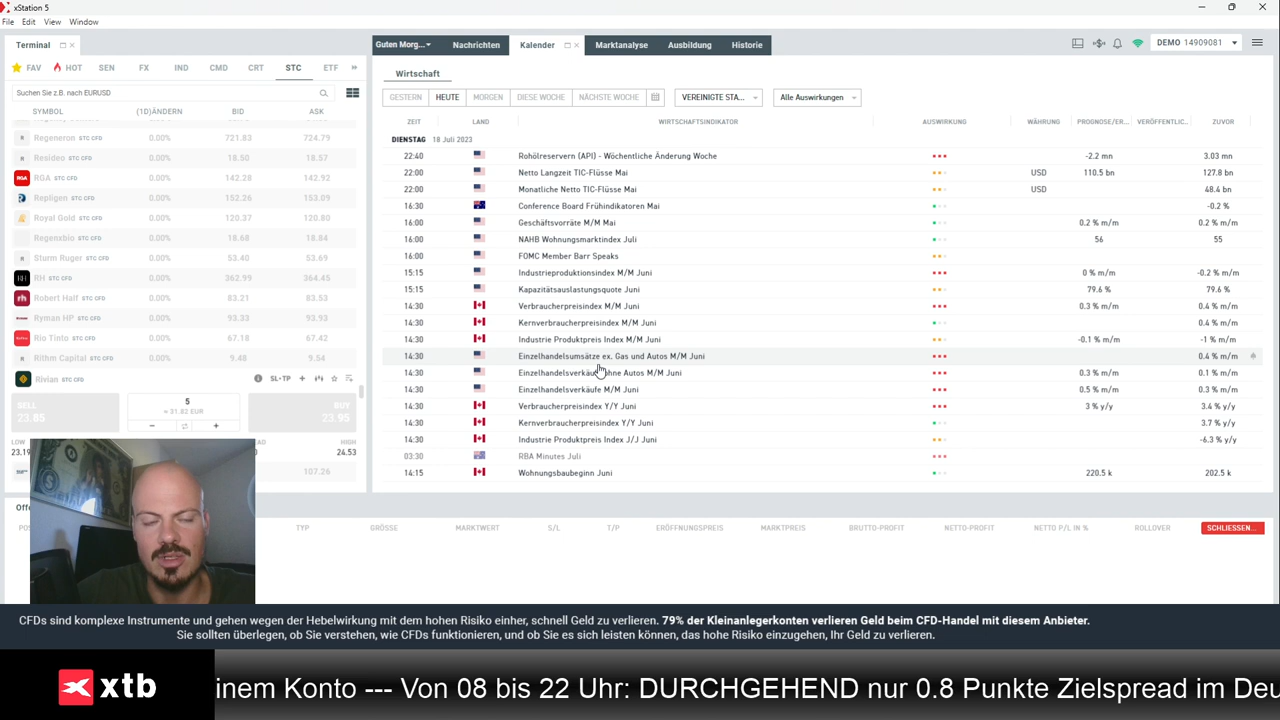 xStation 5
File Edit View Window
Terminal
Guten Morg... Nachrichten Kalender Marktanalyse Ausbildung Historie
DEMO 14909081
FAV HOT SEN FX IND CMD CRT STC ETF
Wirtschaft
Suchen Sie z.B. nach EURUSD
GESTERN HEUTE MORGEN DIESE WOCHE NÄCHSTE WOCHE VEREINIGTE STA... Alle Auswirkungen
SYMBOL (1D)ÄNDERN BID ASK
Regeneron STC CFD 0.00% 721.83 724.79
Resideo STC CFD 0.00% 18.50 18.57
RGA STC CFD 0.00% 142.28 142.92
Repligen STC CFD 0.00% 152.26 153.09
Royal Gold STC CFD 0.00% 120.37 120.80
Regenxbio STC CFD 0.00% 18.68 18.84
Sturm Ruger STC CFD 0.00% 53.40 53.69
RH STC CFD 0.00% 362.99 364.45
Robert Half STC CFD 0.00% 83.21 83.53
Ryman HP STC CFD 0.00% 93.33 93.93
Rio Tinto STC CFD 0.00% 67.18 67.42
Rithm Capital STC CFD 0.00% 9.48 9.54
Rivian STC CFD SL+TP
SELL 23.85
5
≈ 31.82 EUR
BUY 23.95
LOW HIGH
24.53
107.26
ZEIT LAND WIRTSCHAFTSINDIKATOR AUSWIRKUNG WÄHRUNG PROGNOSE/ER... VERÖFFENTLIC... ZUVOR
DIENSTAG 18 Juli 2023
22:40 Rohölreservern (API) - Wöchentliche Änderung Woche -2.2 mn 3.03 mn
22:00 Netto Langzeit TIC-Flüsse Mai USD 110.5 bn 127.8 bn
22:00 Monatliche Netto TIC-Flüsse Mai USD 48.4 bn
16:30 Conference Board Frühindikatoren Mai -0.2 %
16:00 Geschäftsvorräte M/M Mai 0.2 % m/m 0.2 % m/m
16:00 NAHB Wohnungsmarktindex Juli 56 55
16:00 FOMC Member Barr Speaks
15:15 Industrieproduktionsindex M/M Juni 0 % m/m -0.2 % m/m
15:15 Kapazitätsauslastungsquote Juni 79.6 % 79.6 %
14:30 Verbraucherpreisindex M/M Juni 0.3 % m/m 0.4 % m/m
14:30 Kernverbraucherpreisindex M/M Juni 0.4 % m/m
14:30 Industrie Produktpreis Index M/M Juni -0.1 % m/m -1 % m/m
14:30 Einzelhandelsumsätze ex. Gas und Autos M/M Juni 0.4 % m/m
14:30 ohne Autos M/M Juni 0.3 % m/m 0.1 % m/m
14:30 Einzelhandelsverkäufe M/M Juni 0.5 % m/m 0.3 % m/m
14:30 Verbraucherpreisindex Y/Y Juni 3 % y/y 3.4 % y/y
14:30 Kernverbraucherpreisindex Y/Y Juni 3.7 % y/y
14:30 Industrie Produktpreis Index J/J Juni -6.3 % y/y
03:30 RBA Minutes Juli
14:15 Wohnungsbaubeginn Juni 220.5 k 202.5 k
TYP GRÖSSE MARKTWERT S/L T/P ERÖFFNUNGSPREIS MARKTPREIS BRUTTO-PROFIT NETTO-PROFIT NETTO P/L IN % ROLLOVER SCHLIESSEN...
CFDs sind komplexe Instrumente und gehen wegen der Hebelwirkung mit dem hohen Risiko einher, schnell Geld zu verlieren. 79% der Kleinanlegerkonten verlieren Geld beim CFD-Handel mit diesem Anbieter.
Sie sollten überlegen, ob Sie verstehen, wie CFDs funktionieren, und ob Sie es sich leisten können, das hohe Risiko einzugehen, Ihr Geld zu verlieren.
xtb inem Konto --- Von 08 bis 22 Uhr: DURCHGEHEND nur 0.8 Punkte Zielspread im Deu